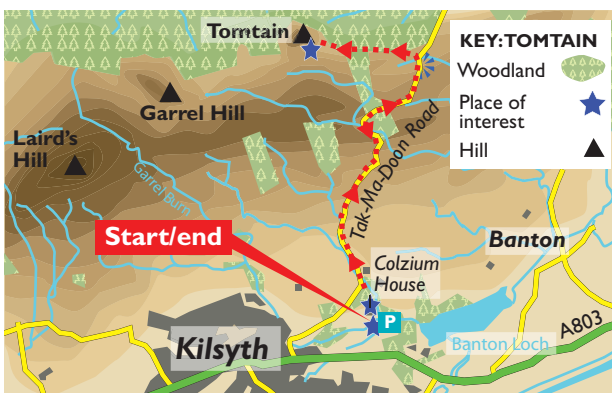 Tomtain
KEY:TOMTAIN
Woodland
Place of
interest
Hill
Garrel Hill
Laird's
Hill
Garrel Burn
Tak-Ma-Doon Road
Start/end
Colzium
House
Banton
P
Kilsyth
Banton Loch
A803